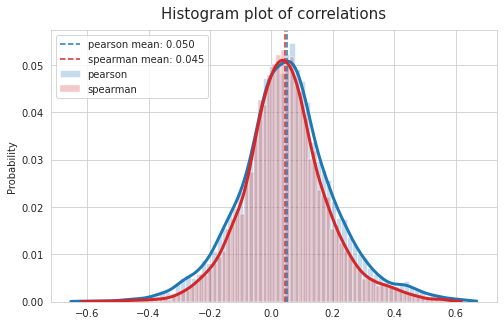 Histogram plot of correlations
pearson mean: 0.050
spearman mean: 0.045
pearson
spearman
Probability
0.05
0.04
0.03
0.02
0.01
0.00
−0.6 −0.4 −0.2 0.0 0.2 0.4 0.6